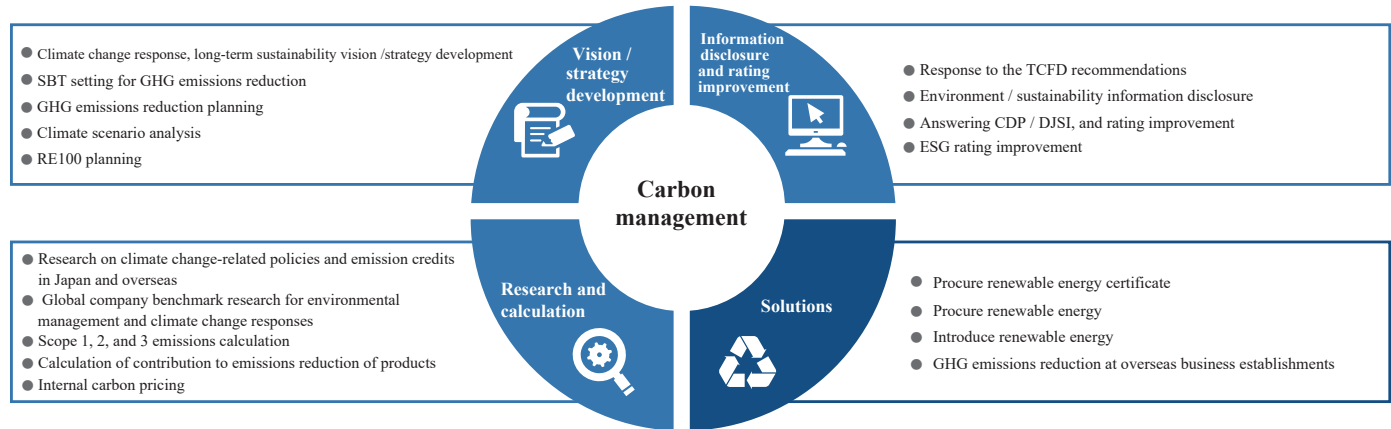 Climate change response, long-term sustainability vision /strategy development
SBT setting for GHG emissions reduction
GHG emissions reduction planning
Climate scenario analysis
RE100 planning
Vision /
strategy
development
Information
disclosure
and rating
improvement
Response to the TCFD recommendations
Environment / sustainability information disclosure
Answering CDP / DJSI, and rating improvement
ESG rating improvement
Carbon
management
Research on climate change-related policies and emission credits
in Japan and overseas
Global company benchmark research for environmental
management and climate change responses
Scope 1, 2, and 3 emissions calculation
Calculation of contribution to emissions reduction of products
Internal carbon pricing
Research and
calculation
Solutions
Procure renewable energy certificate
Procure renewable energy
Introduce renewable energy
GHG emissions reduction at overseas business establishments